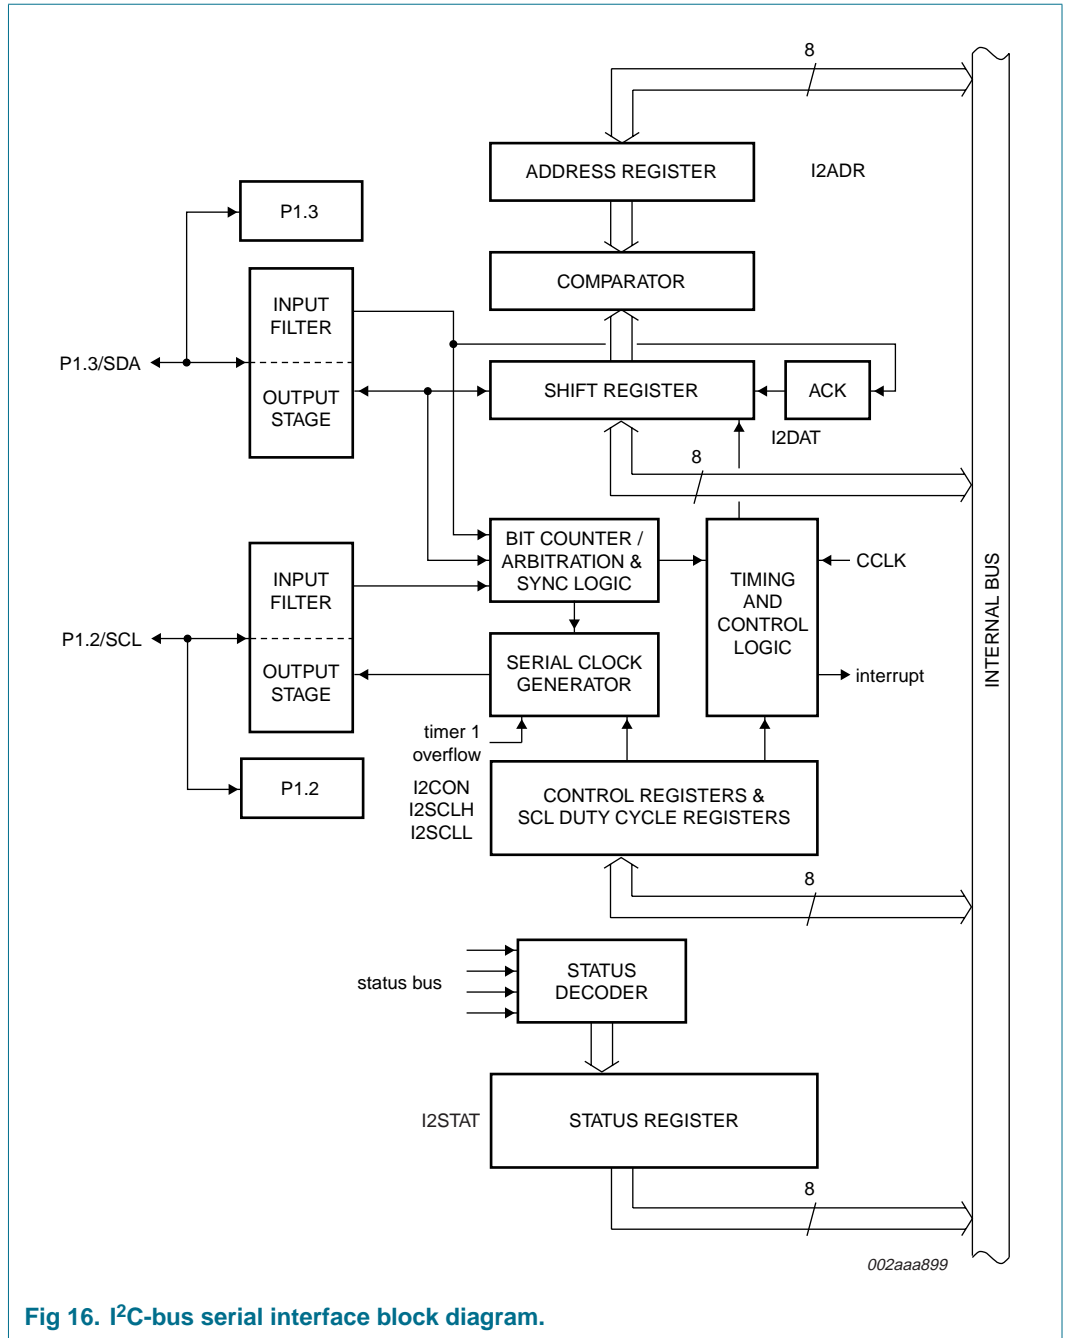 8
ADDRESS REGISTER
I2ADR
P1.3
INPUT
FILTER
COMPARATOR
P1.3/SDA
OUTPUT
STAGE
SHIFT REGISTER
ACK
I2DAT
8
BIT COUNTER /
ARBITRATION &
SYNC LOGIC
INPUT
FILTER
TIMING
AND
CONTROL
LOGIC
CCLK
INTERNAL BUS
P1.2/SCL
OUTPUT
STAGE
SERIAL CLOCK
GENERATOR
interrupt
timer 1
overflow
P1.2
I2CON
I2SCLH
I2SCLL
CONTROL REGISTERS &
SCL DUTY CYCLE REGISTERS
8
status bus
STATUS
DECODER
I2STAT
STATUS REGISTER
8
002aaa899
Fig 16. I²C-bus serial interface block diagram.